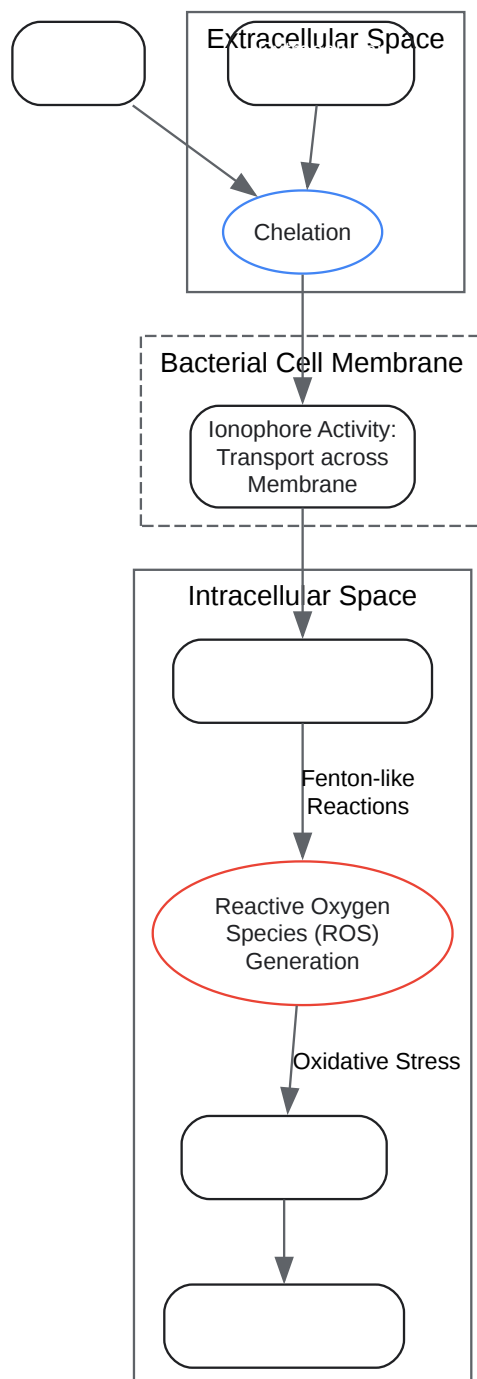 Extracellular Space
Chelation
Bacterial Cell Membrane
Ionophore Activity:
Transport across
Membrane
Intracellular Space
Fenton-like
Reactions
Reactive Oxygen
Species (ROS)
Generation
Oxidative Stress